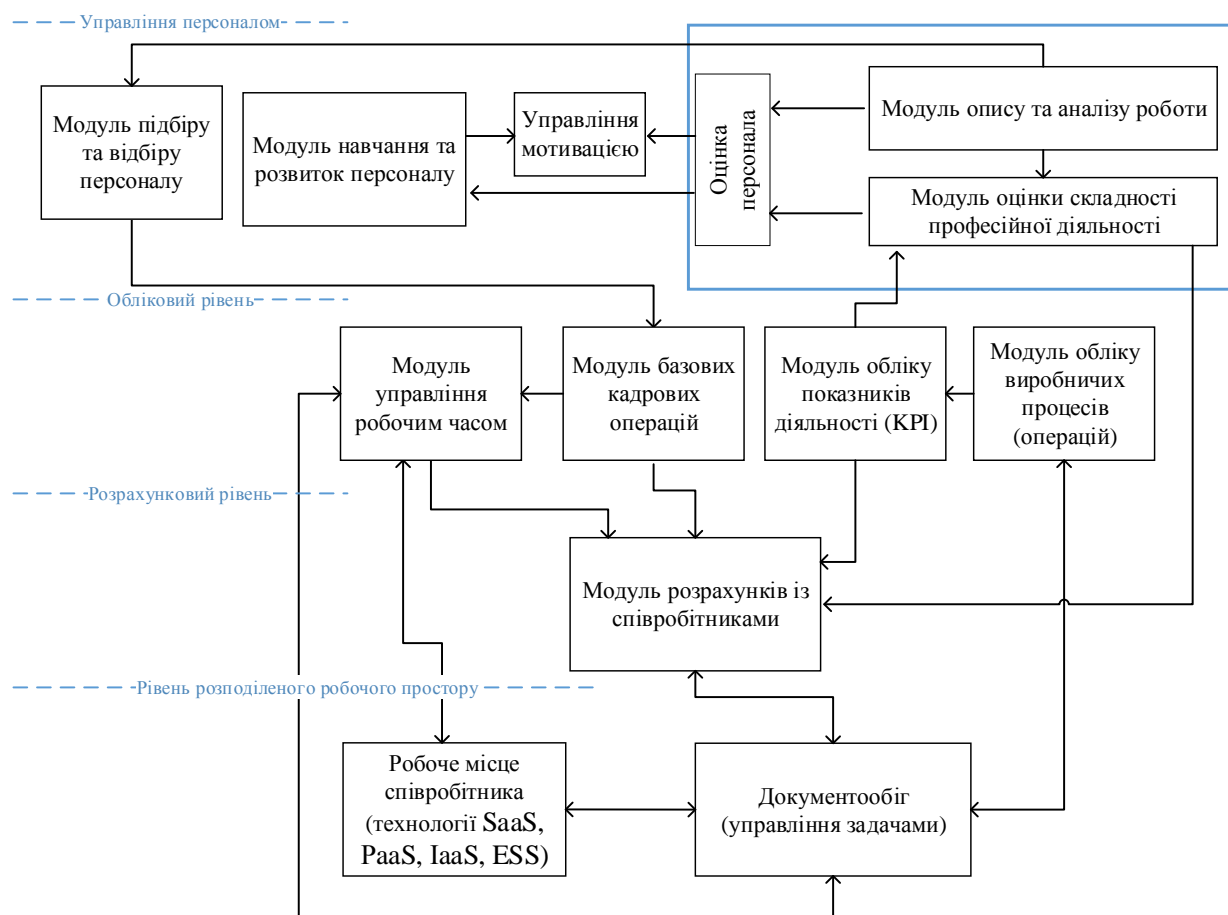 Управління персоналом
Модуль підбіру
та відбіру
персоналу
Модуль навчання та
розвиток персоналу
Управління
мотивацією
Оцінка
персонала
Модуль опису та аналізу роботи
Модуль оцінки складності
професійної діяльності
Обліковий рівень
Модуль
управління
робочим часом
Модуль базових
кадрових
операцій
Модуль обліку
показників
діяльності (KPI)
Модуль обліку
виробничих
процесів
(операцій)
Розрахунковий рівень
Модуль розрахунків із
співробітниками
Рівень розподіленого робочого простору
Робоче місце
співробітника
(технології SaaS,
PaaS, IaaS, ESS)
Документообіг
(управління задачами)